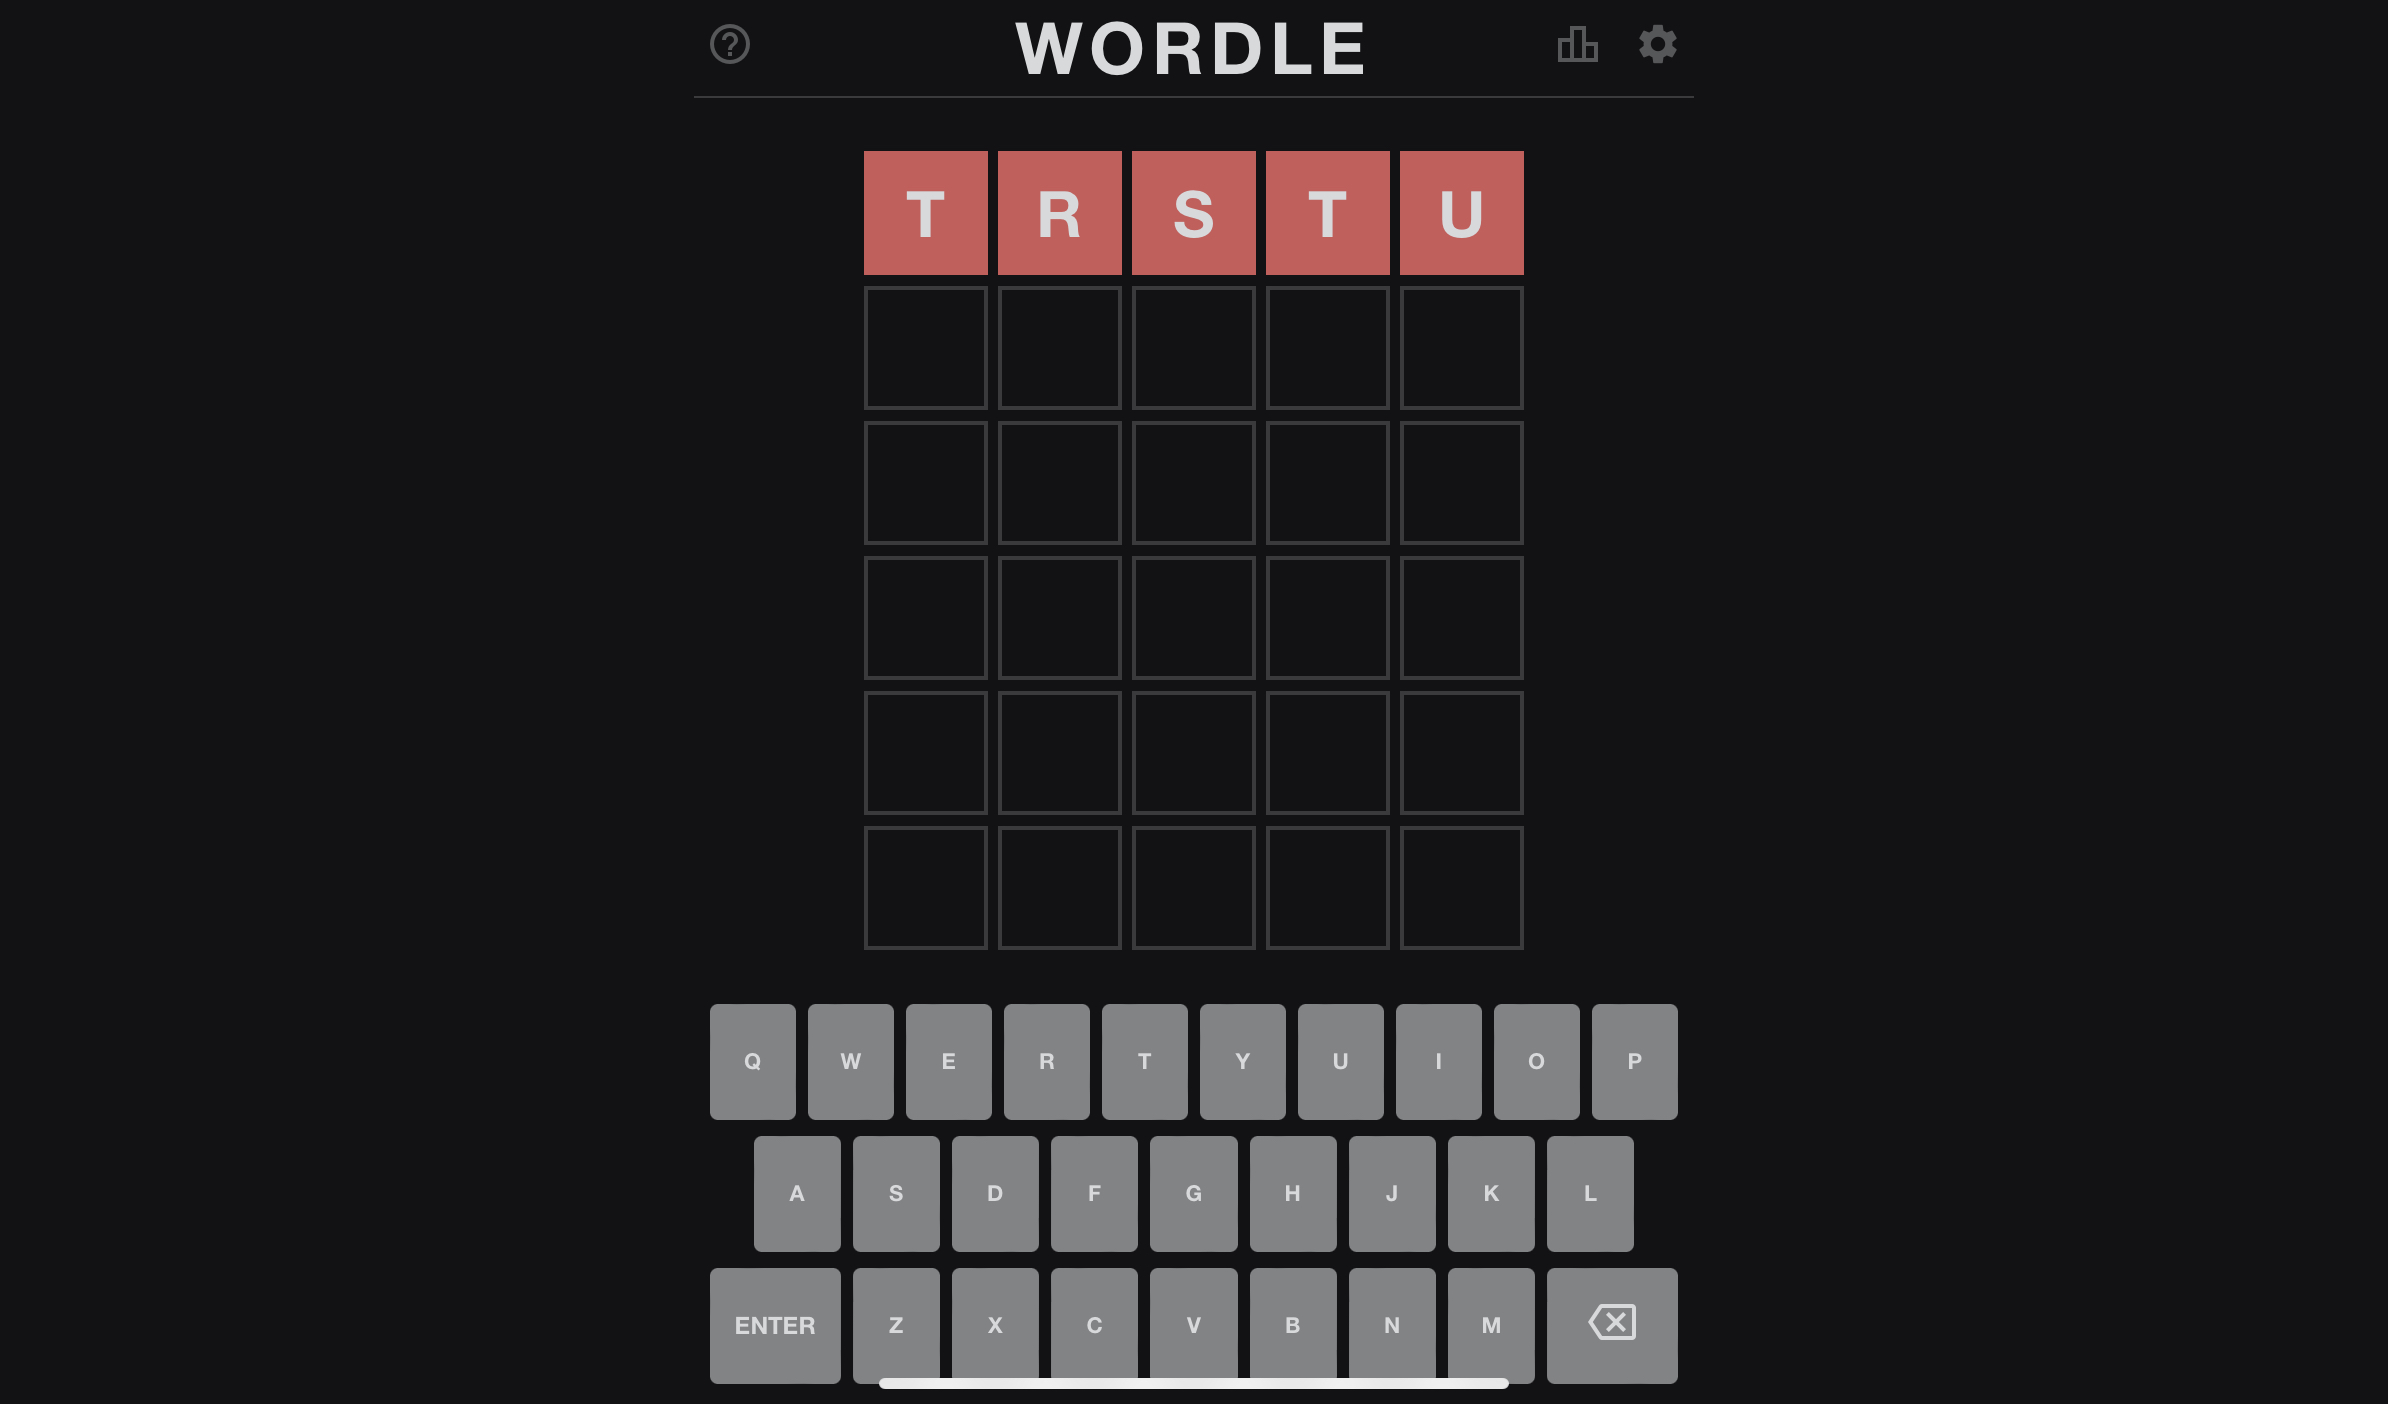 WORDLE
T R S T U
Q W E R T Y U I O P
A S D F G H J K L
ENTER Z X C V B N M